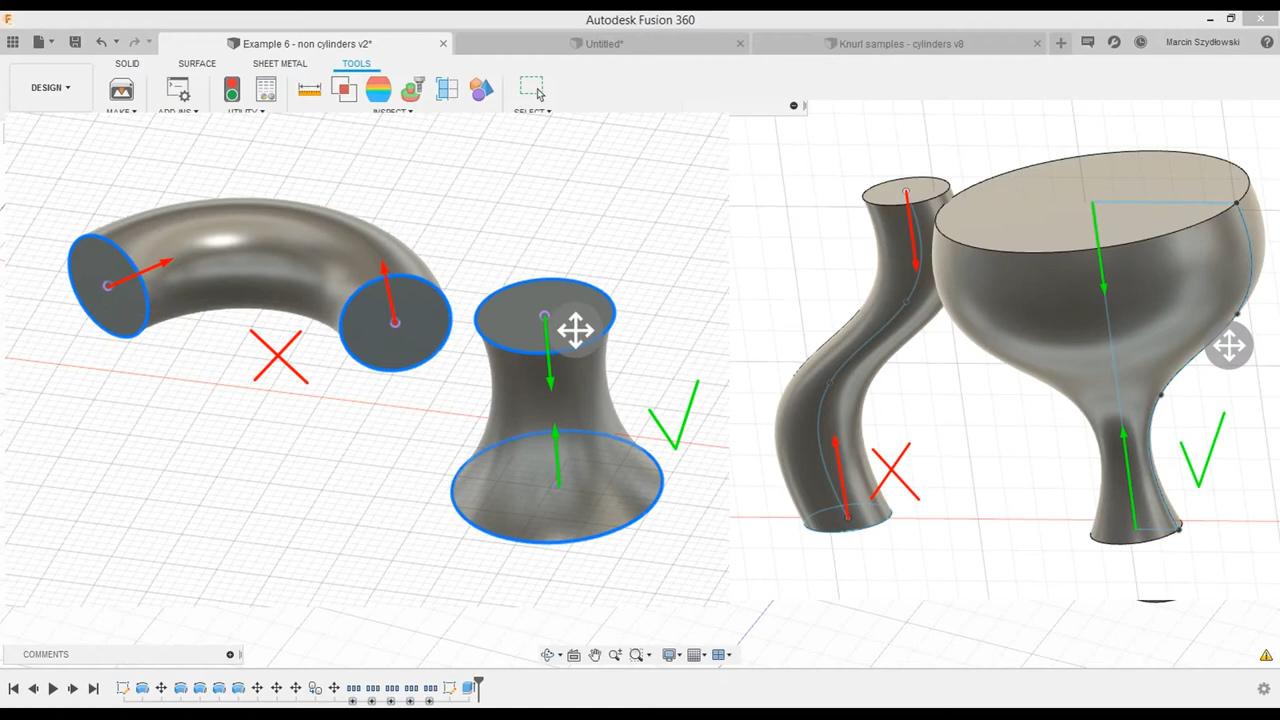 Autodesk Fusion 360
Example 6 - non cylinders v2*
Untitled*
Knurl samples - cylinders v8
Marcin Szydłowski
SOLID
SURFACE
SHEET METAL
TOOLS
DESIGN
MAKE
ADD-INS
UTILITY
INSPECT
SELECT
COMMENTS